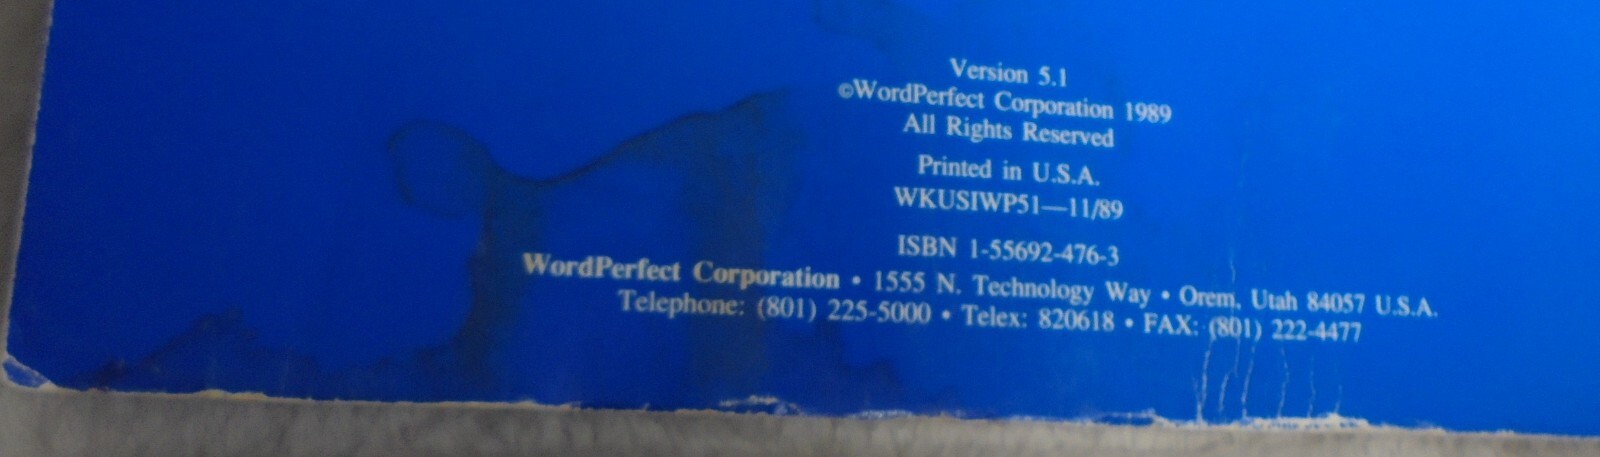 Version 5.1
©WordPerfect Corporation 1989
All Rights Reserved
Printed in U.S.A.
WKUSIWP51—11/89
ISBN 1-55692-476-3
WordPerfect Corporation • 1555 N. Technology Way • Orem, Utah 84057 U.S.A.
Telephone: (801) 225-5000 • Telex: 820618 • FAX: (801) 222-4477